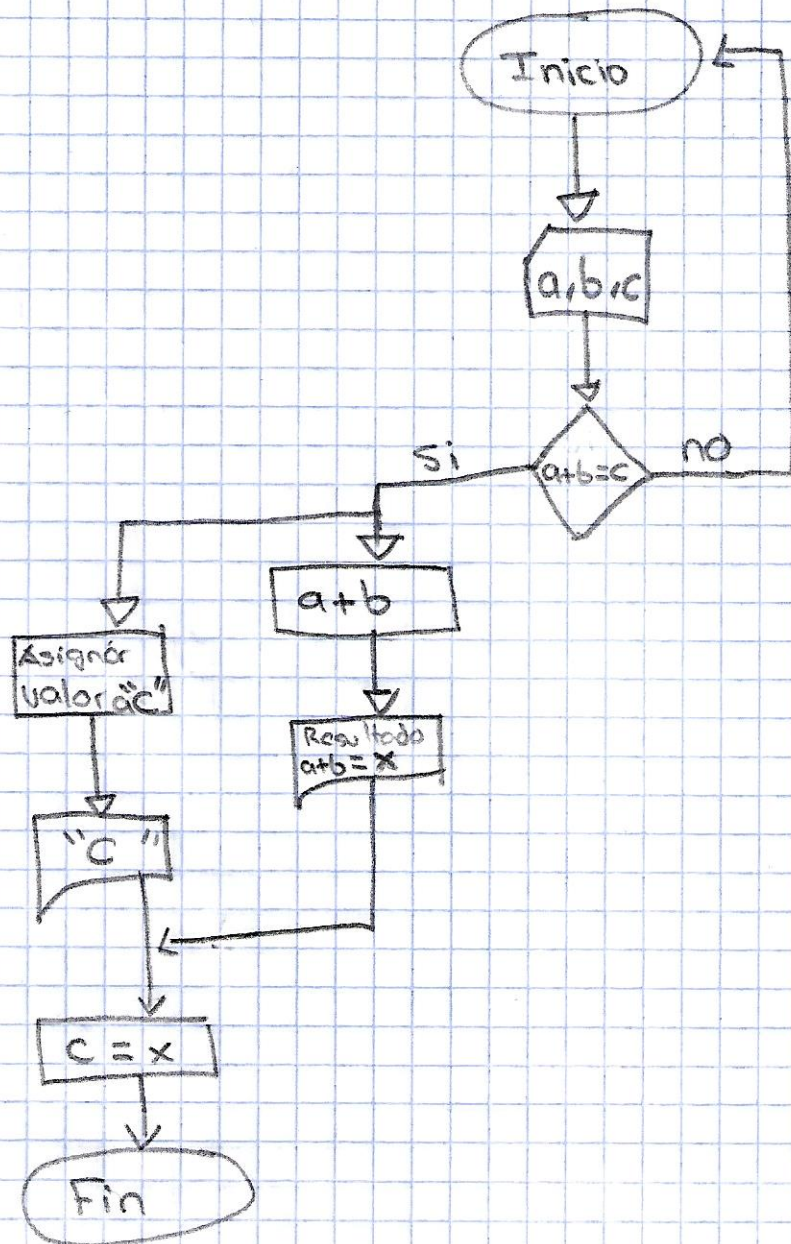 Inicio
a,b,c
a+b=c
Si
no
a+b
Asignar
valor a "C"
Resultado
a+b=x
"C"
C = x
Fin